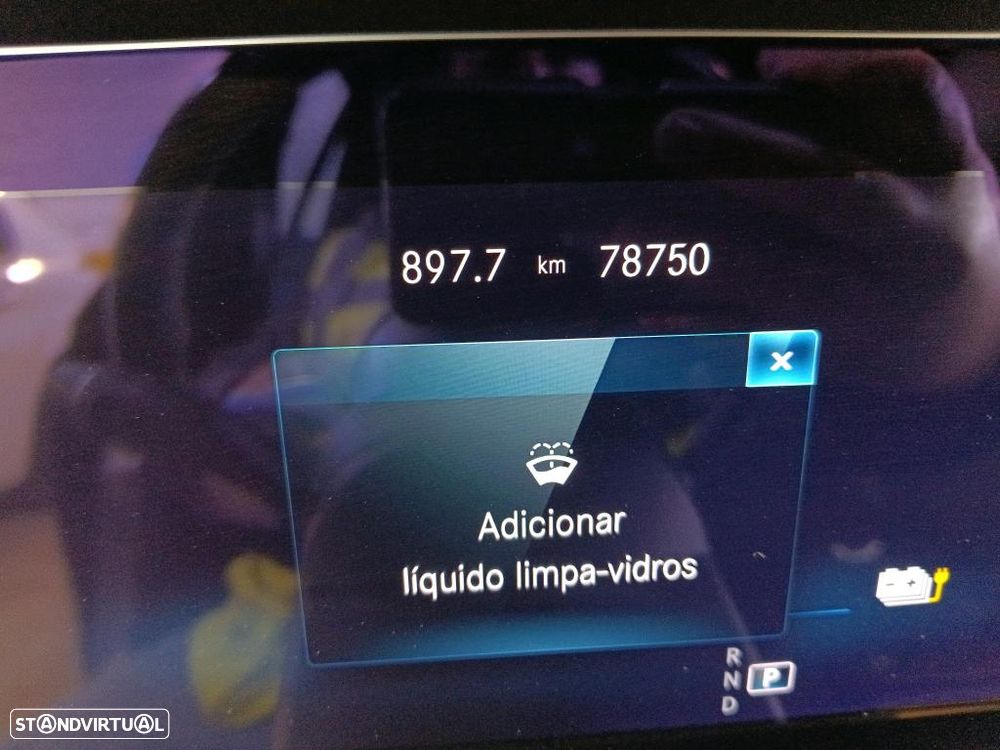 897.7 km 78750
x
Adicionar
líquido limpa-vidros
R
N P
D
STANDVIRTUAL